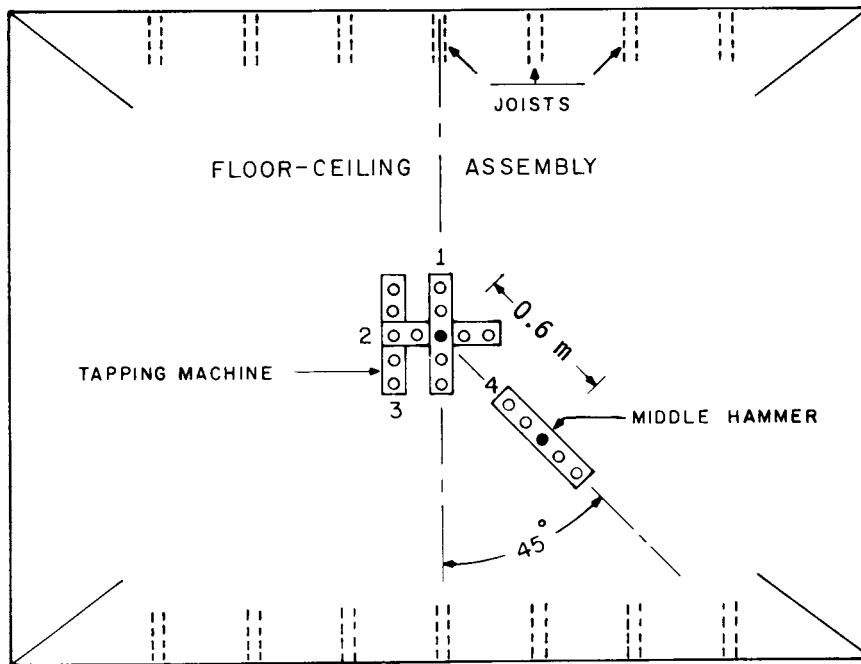 JOISTS
FLOOR-CEILING ASSEMBLY
1
0.6 m
2
TAPPING MACHINE
4
3
MIDDLE HAMMER
45°